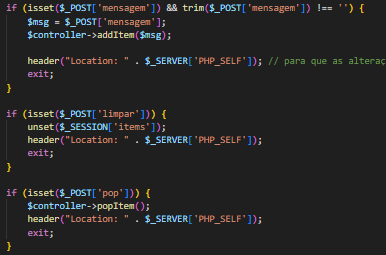 if (isset($_POST['mensagem']) && trim($_POST['mensagem']) !== '') {
$msg = $_POST['mensagem'];
$controller->addItem($msg);
header("Location: " . $_SERVER['PHP_SELF']); // para que as alteraç
exit;
}
if (isset($_POST['limpar'])) {
unset($_SESSION['items']);
header("Location: " . $_SERVER['PHP_SELF']);
exit;
}
if (isset($_POST['pop'])) {
$controller->popItem();
header("Location: " . $_SERVER['PHP_SELF']);
exit;
}